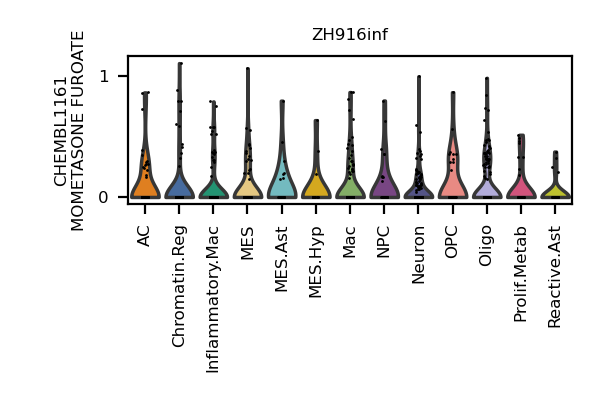 ZH916inf
CHEMBL1161
MOMETASONE FUROATE
1
0
AC
Chromatin.Reg
Inflammatory.Mac
MES
MES.Ast
MES.Hyp
Mac
NPC
Neuron
OPC
Oligo
Prolif.Metab
Reactive.Ast